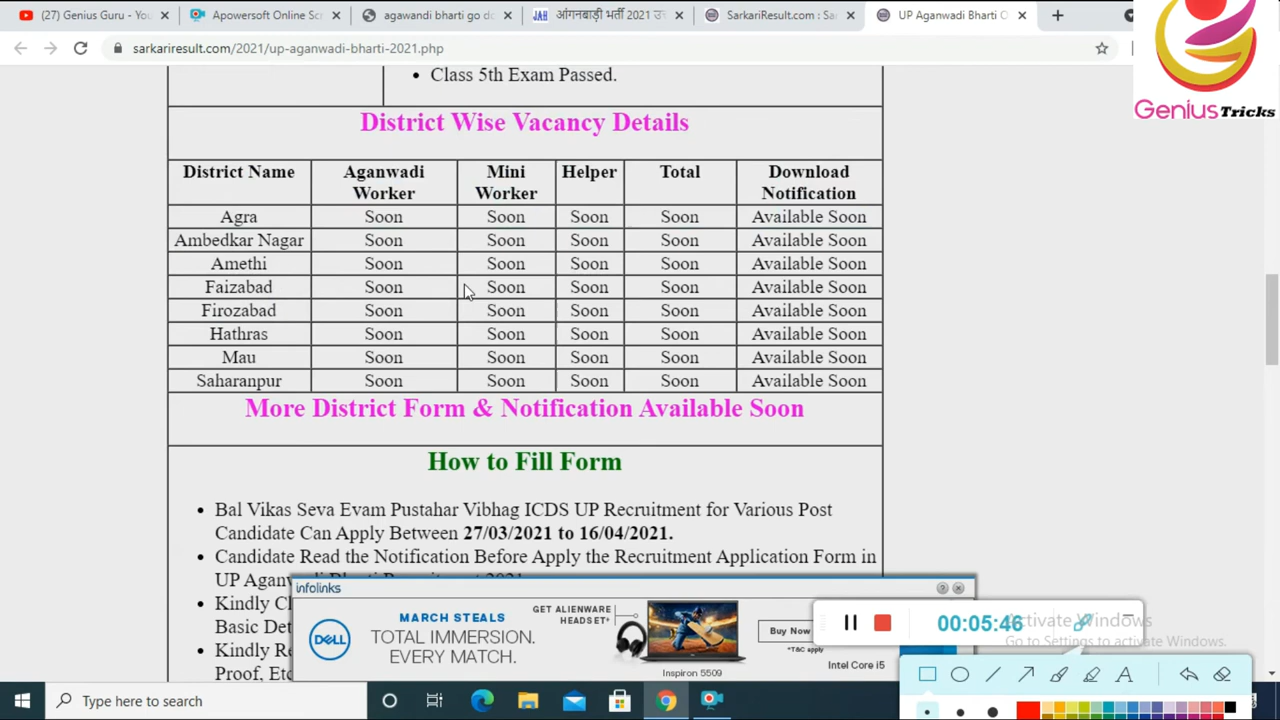 (27) Genius Guru - Yo
Apowersoft Online Sc
agawandi bharti go do
आंगनबाड़ी भर्ती 2021 उत्त
SarkariResult.com : Sa
UP Aganwadi Bharti O
sarkariresult.com/2021/up-aganwadi-bharti-2021.php
Genius Tricks
• Class 5th Exam Passed.
District Wise Vacancy Details
District Name Aganwadi Worker Mini Worker Helper Total Download Notification
Agra Soon Soon Soon Soon Available Soon
Ambedkar Nagar Soon Soon Soon Soon Available Soon
Amethi Soon Soon Soon Soon Available Soon
Faizabad Soon Soon Soon Soon Available Soon
Firozabad Soon Soon Soon Soon Available Soon
Hathras Soon Soon Soon Soon Available Soon
Mau Soon Soon Soon Soon Available Soon
Saharanpur Soon Soon Soon Soon Available Soon
More District Form & Notification Available Soon
How to Fill Form
• Bal Vikas Seva Evam Pustahar Vibhag ICDS UP Recruitment for Various Post
Candidate Can Apply Between 27/03/2021 to 16/04/2021.
• Candidate Read the Notification Before Apply the Recruitment Application Form in
UP Aganwadi Bharti Recruitment 2021
• Kindly C
Basic Det
• Kindly Re
Proof, Etc
infolinks
DELL
MARCH STEALS
TOTAL IMMERSION.
EVERY MATCH.
GET ALIENWARE
HEADSET*
Inspiron 5509
Buy Now
*T&C apply
Intel Core i5
00:05:46
Activate Windows
Go to Settings to activate Windows.
Type here to search